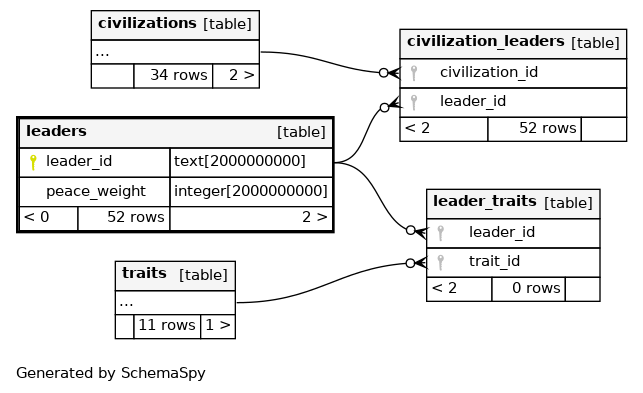 civilizations [table]
...
34 rows 2 >
civilization_leaders [table]
civilization_id
leader_id
< 2 52 rows
leaders [table]
leader_id text[2000000000]
peace_weight integer[2000000000]
< 0 52 rows 2 >
leader_traits [table]
leader_id
trait_id
< 2 0 rows
traits [table]
...
11 rows 1 >
Generated by SchemaSpy